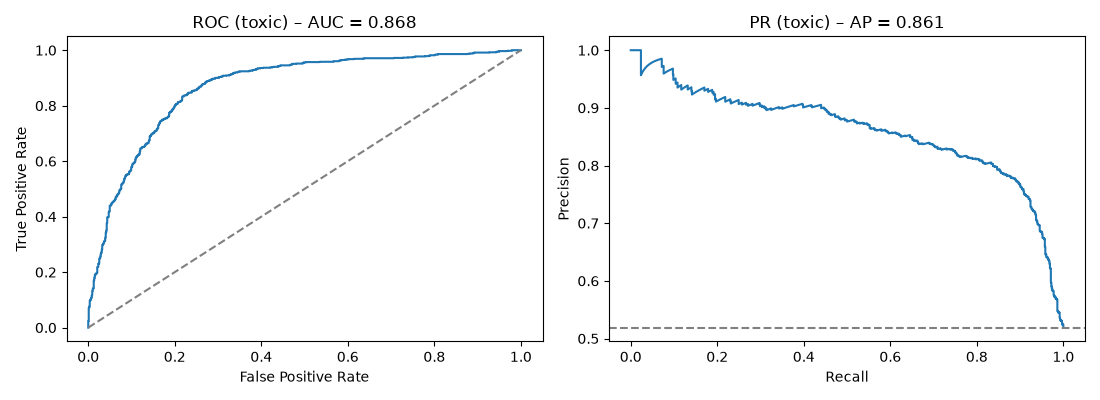 ROC (toxic) – AUC = 0.868
True Positive Rate
1.0
0.8
0.6
0.4
0.2
0.0
0.0 0.2 0.4 0.6 0.8 1.0
False Positive Rate
PR (toxic) – AP = 0.861
Precision
1.0
0.9
0.8
0.7
0.6
0.5
0.0 0.2 0.4 0.6 0.8 1.0
Recall